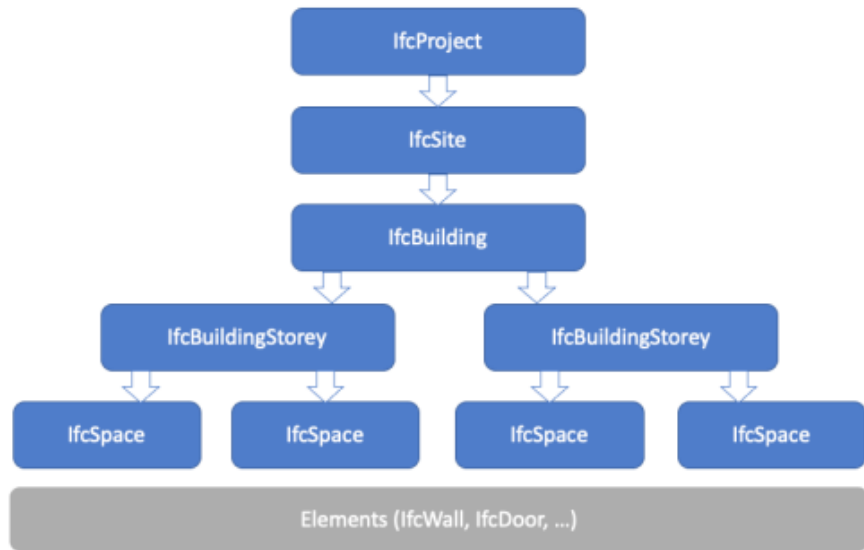 IfcProject
IfcSite
IfcBuilding
IfcBuildingStorey
IfcBuildingStorey
IfcSpace
IfcSpace
IfcSpace
IfcSpace
Elements (IfcWall, IfcDoor, ...)